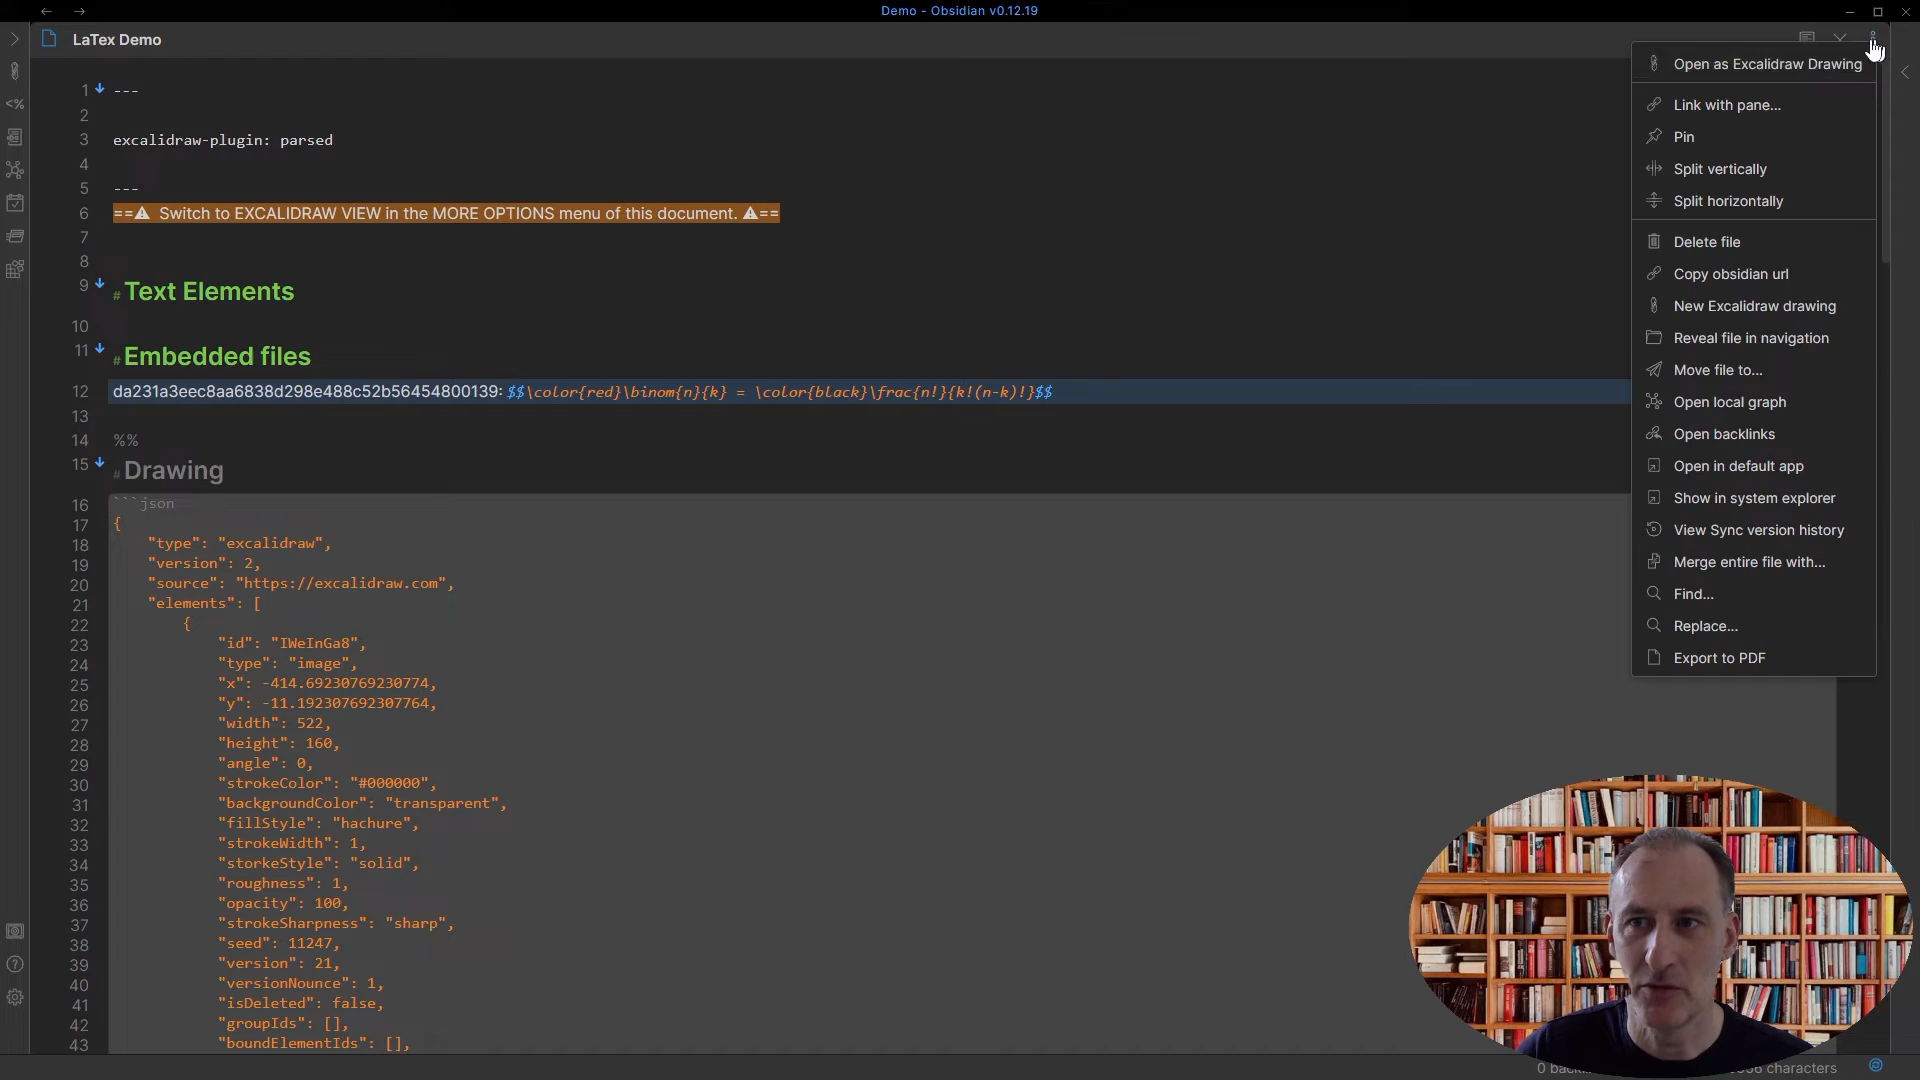 Demo - Obsidian v0.12.19
LaTex Demo
1 ---
2
3 excalidraw-plugin: parsed
4
5 ---
6 ==⚠ Switch to EXCALIDRAW VIEW in the MORE OPTIONS menu of this document. ⚠==
7
8
9 # Text Elements
10
11 # Embedded files
12 da231a3eec8aa6838d298e488c52b56454800139: $$\color{red}\binom{n}{k} = \color{black}\frac{n!}{k!(n-k)!}$$
13
14 %%
15 # Drawing
16 ```json
17 {
18 "type": "excalidraw",
19 "version": 2,
20 "source": "https://excalidraw.com",
21 "elements": [
22 {
23 "id": "IWeInGa8",
24 "type": "image",
25 "x": -414.69230769230774,
26 "y": -11.192307692307764,
27 "width": 522,
28 "height": 160,
29 "angle": 0,
30 "strokeColor": "#000000",
31 "backgroundColor": "transparent",
32 "fillStyle": "hachure",
33 "strokeWidth": 1,
34 "storkeStyle": "solid",
35 "roughness": 1,
36 "opacity": 100,
37 "strokeSharpness": "sharp",
38 "seed": 11247,
39 "version": 21,
40 "versionNounce": 1,
41 "isDeleted": false,
42 "groupIds": [],
43 "boundElementIds": [],
Open as Excalidraw Drawing
Link with pane...
Pin
Split vertically
Split horizontally
Delete file
Copy obsidian url
New Excalidraw drawing
Reveal file in navigation
Move file to...
Open local graph
Open backlinks
Open in default app
Show in system explorer
View Sync version history
Merge entire file with...
Find...
Replace...
Export to PDF
0
characters